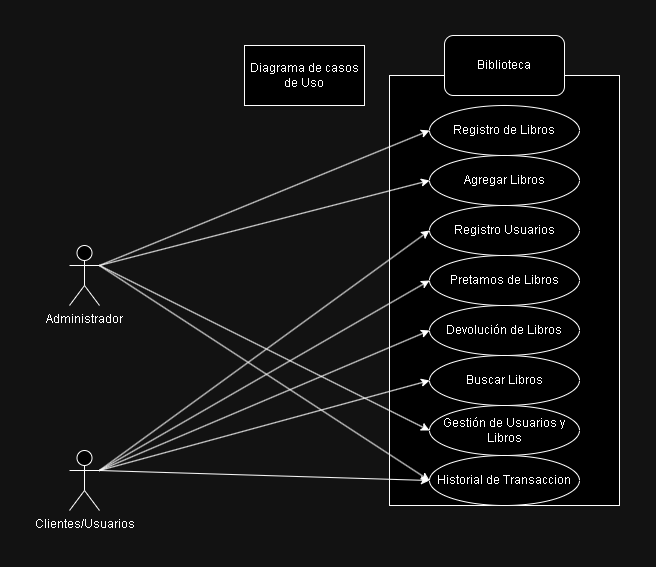 Diagrama de casos
de Uso
Biblioteca
Registro de Libros
Agregar Libros
Registro Usuarios
Pretamos de Libros
Devolución de Libros
Buscar Libros
Gestión de Usuarios y
Libros
Historial de Transaccion
Administrador
Clientes/Usuarios